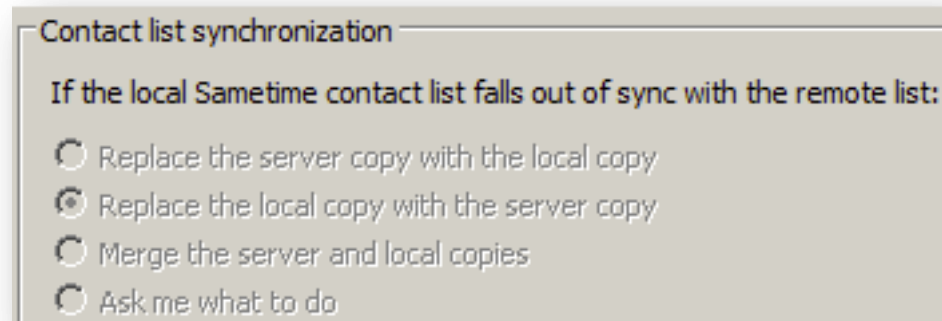 Contact list synchronization
If the local Sametime contact list falls out of sync with the remote list:
Replace the server copy with the local copy
Replace the local copy with the server copy
Merge the server and local copies
Ask me what to do